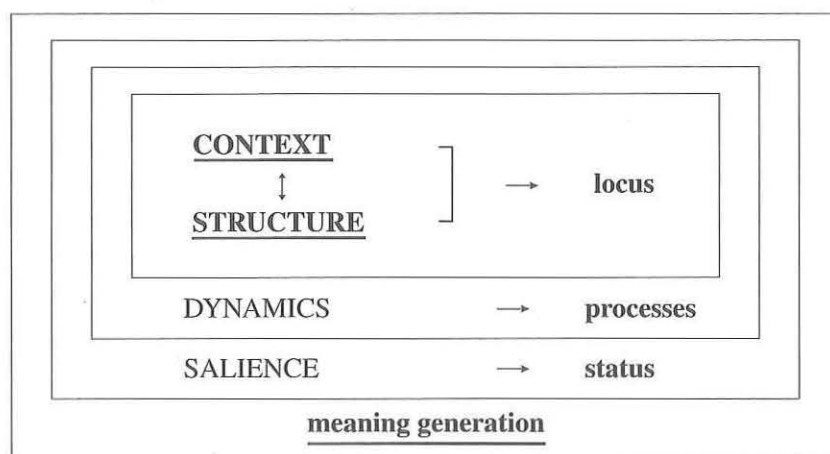 CONTEXT
↕
STRUCTURE
→ locus
DYNAMICS → processes
SALIENCE → status
meaning generation